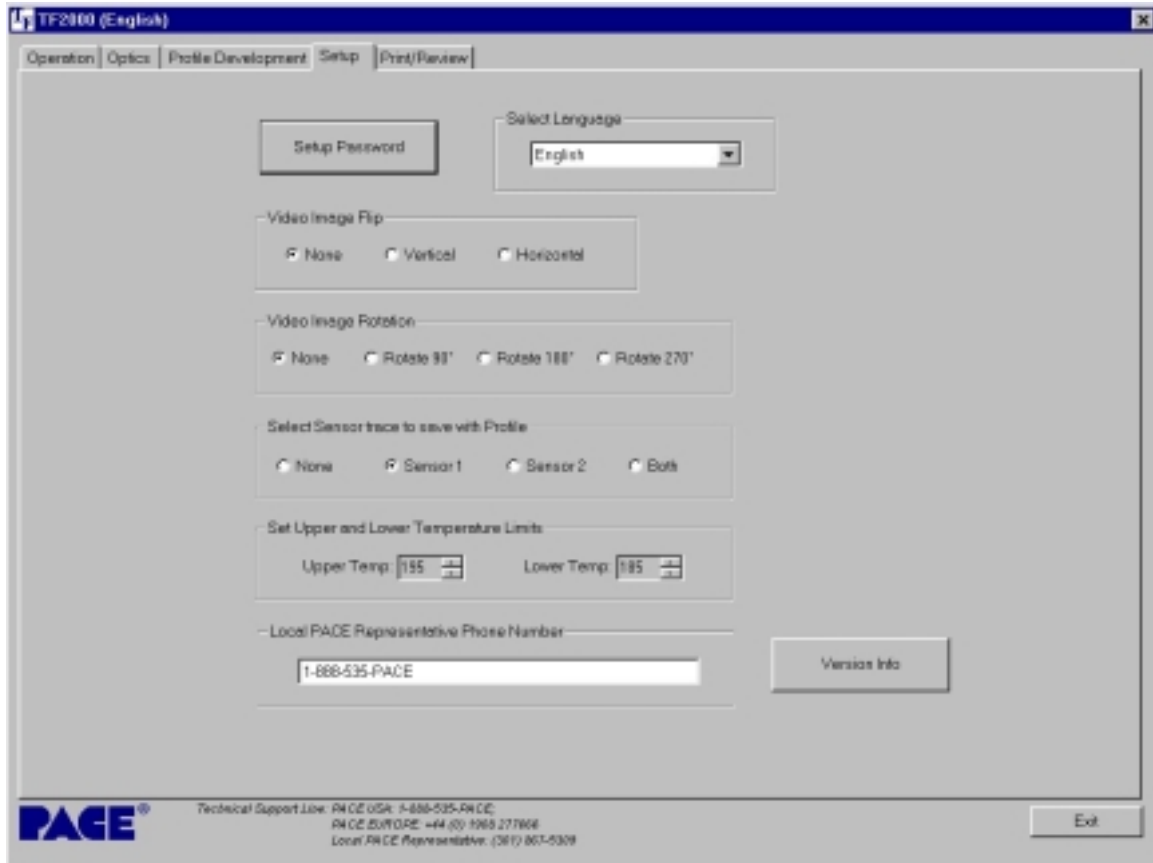 TF2000 (English)
Operation Optics Profile Development Setup Print/Review
Setup Password
Select Language
English
Video Image Flip
None Vertical Horizontal
Video Image Rotation
None Rotate 90° Rotate 180° Rotate 270°
Select Sensor trace to save with Profile
None Sensor 1 Sensor 2 Both
Set Upper and Lower Temperature Limits
Upper Temp: 195 Lower Temp: 185
Local PACE Representative Phone Number
1-888-535-PACE
Version Info
PACE®
Technical Support Line: PACE USA: 1-888-535-PACE;
PACE EUROPE: +44 (0) 1908 277666
Local PACE Representative: (301)
Exit